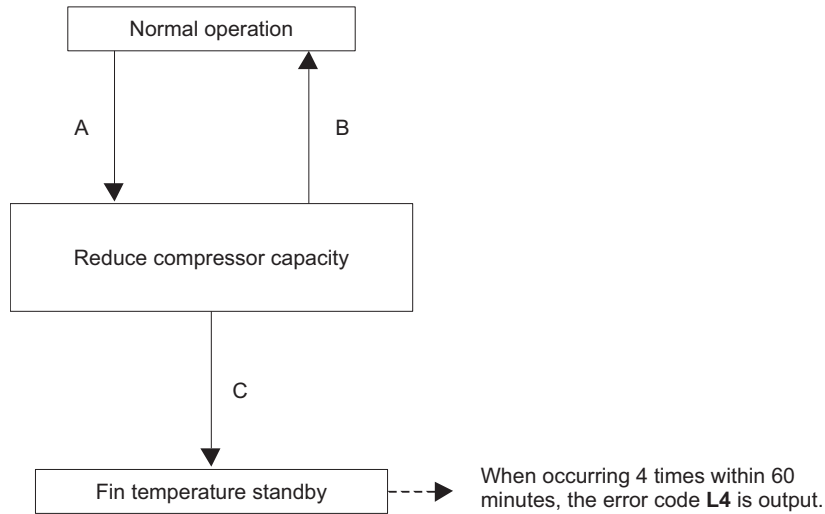 Normal operation
A
B
Reduce compressor capacity
C
Fin temperature standby
When occurring 4 times within 60
minutes, the error code L4 is output.